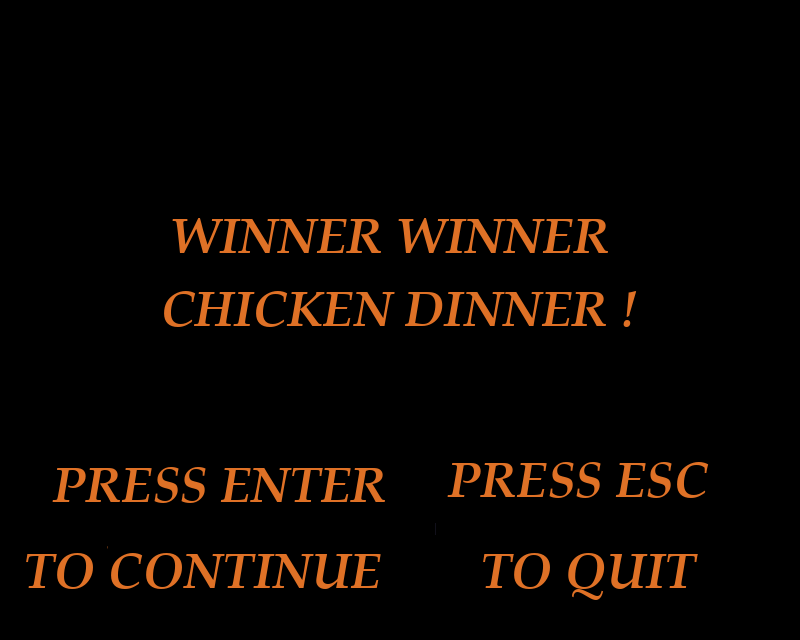 WINNER WINNER
CHICKEN DINNER !
PRESS ENTER
TO CONTINUE
PRESS ESC
TO QUIT